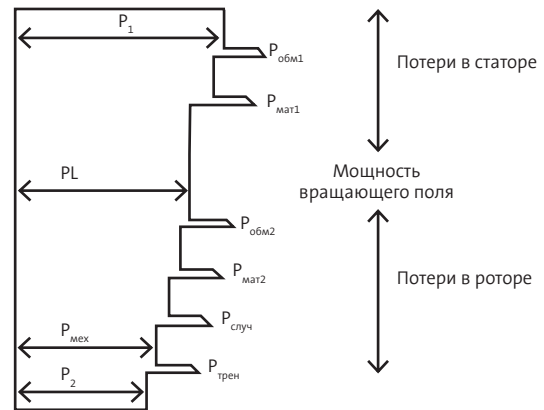 P₁
Pобм1
Потери в статоре
Pмат1
PL
Мощность
вращающего поля
Pобм2
Pмат2
Потери в роторе
Pслуч
Pмех
Pтрен
P₂